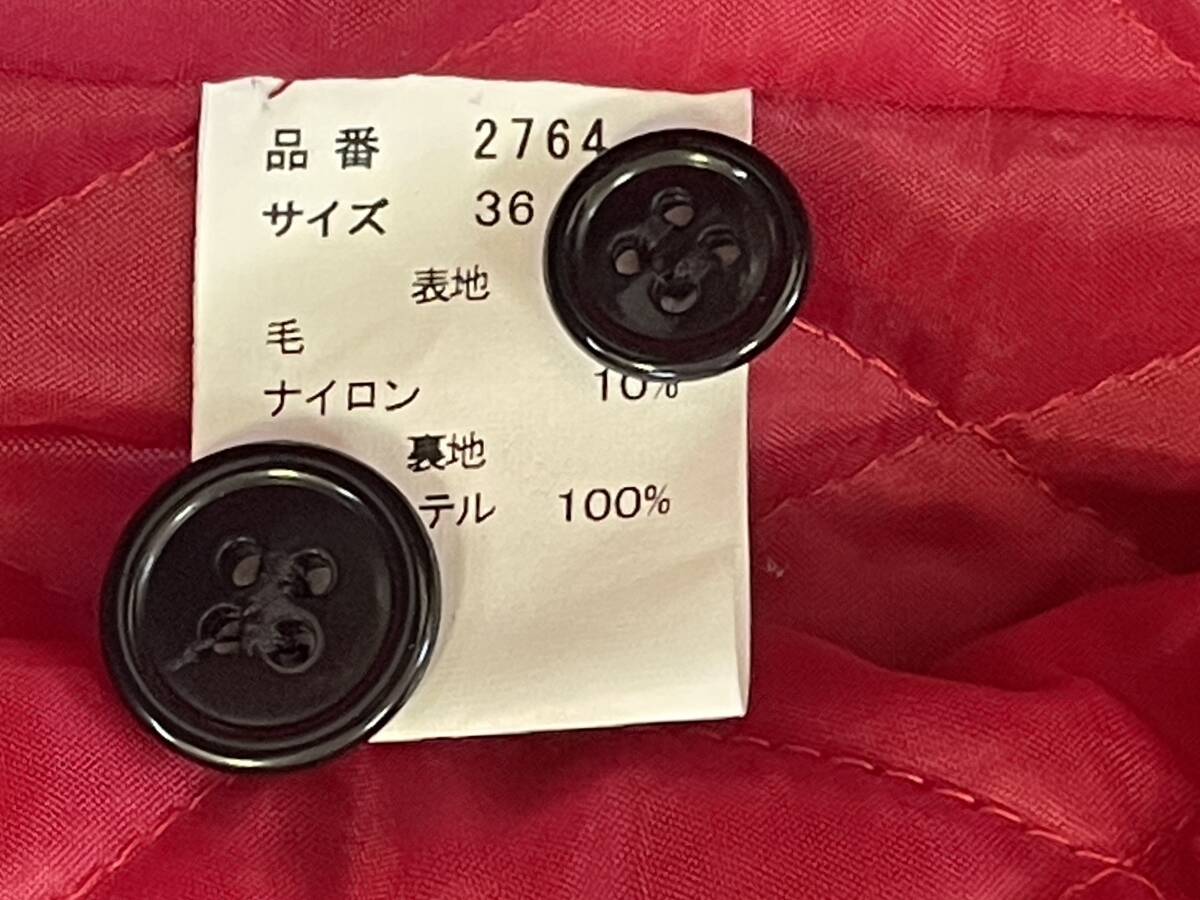 品番 2764
サイズ 36
表地
毛
ナイロン 10%
裏地
テル 100%